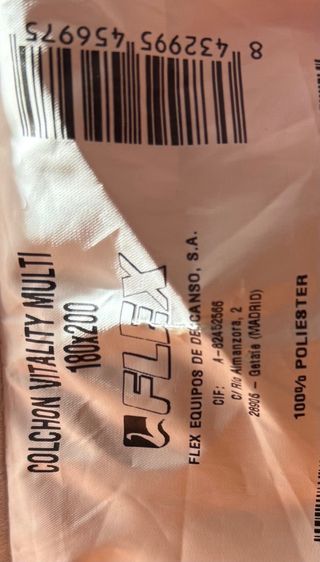 COLCHON VITALITY MULTI
180x200
FLEX
FLEX EQUIPOS DE DESCANSO, S.A.
CIF:
C/ Río Almanzora, 2
28906 – Getafe (MADRID)
100% POLIESTER
8 432995 456975